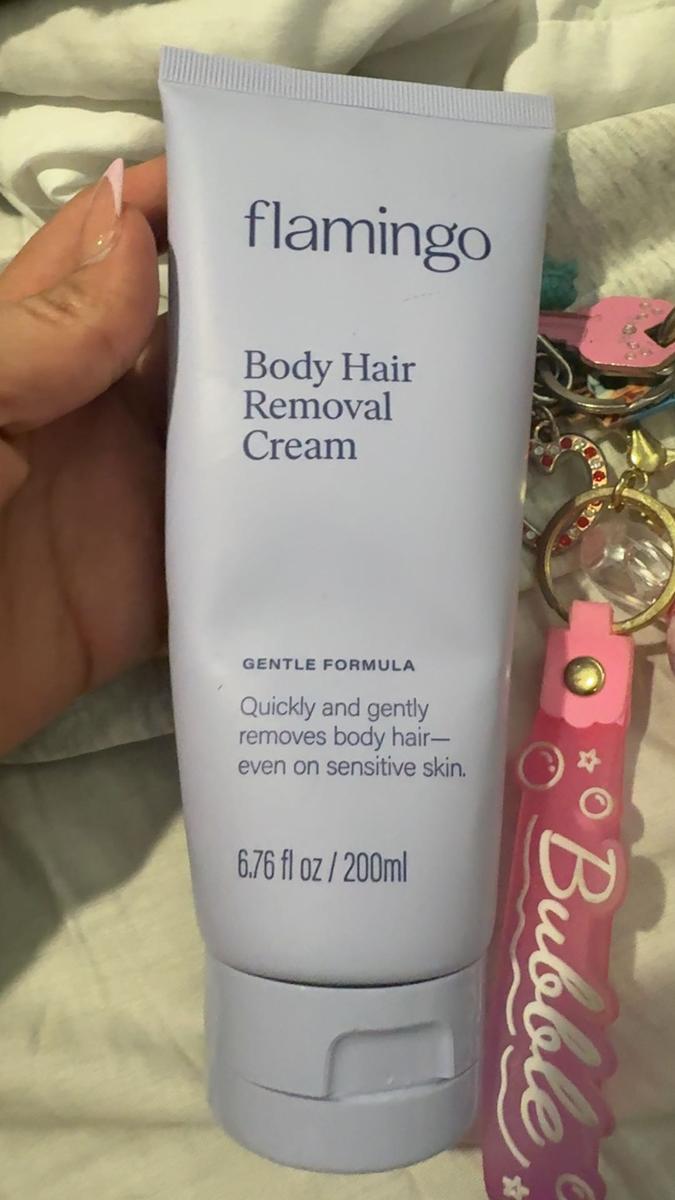 flamingo
Body Hair
Removal
Cream
GENTLE FORMULA
Quickly and gently
removes body hair—
even on sensitive skin.
6.76 fl oz / 200ml
Bubble